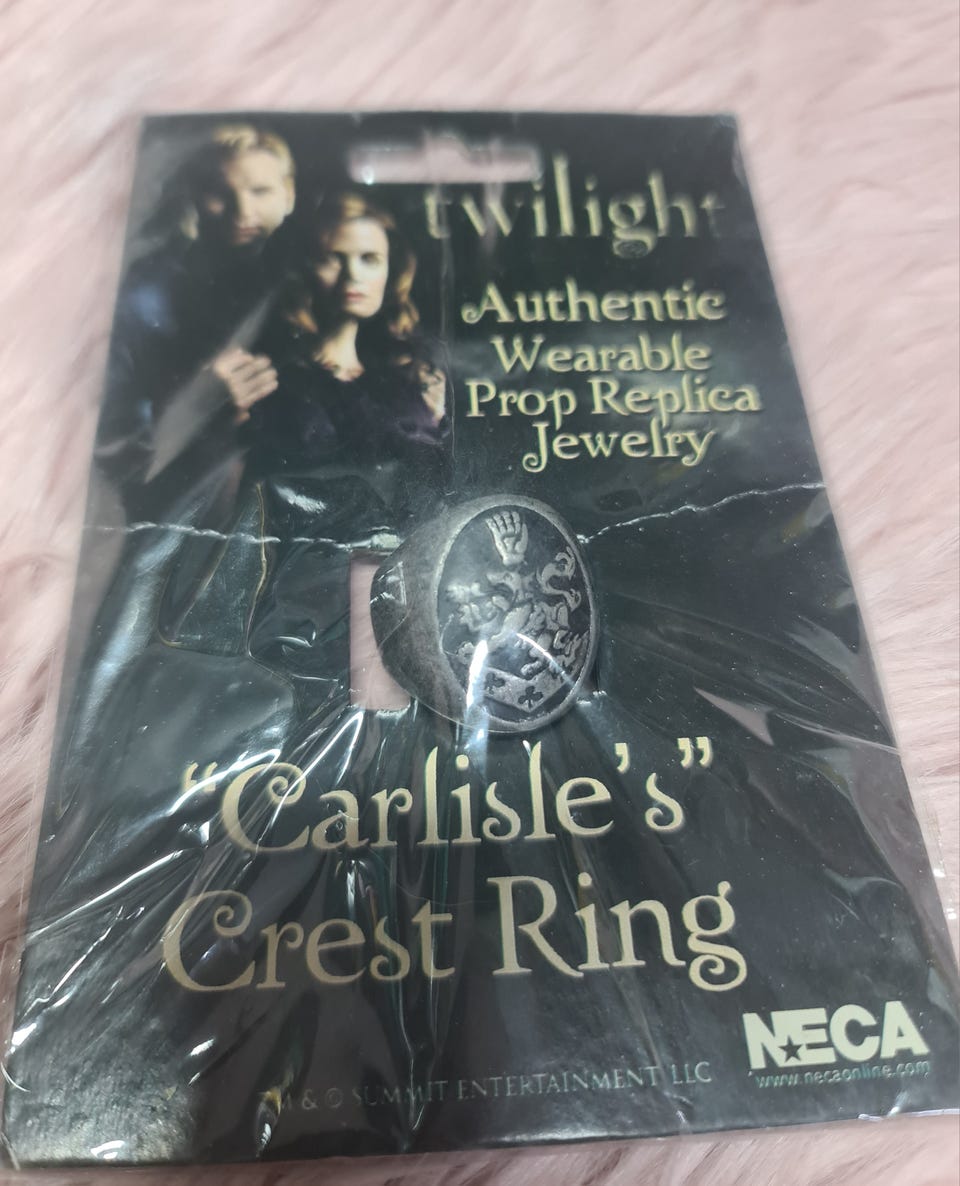 twilight
Authentic
Wearable
Prop Replica
Jewelry
"Carlisle's"
Crest Ring
NECA
www.necaonline.com
TM & © SUMMIT ENTERTAINMENT LLC